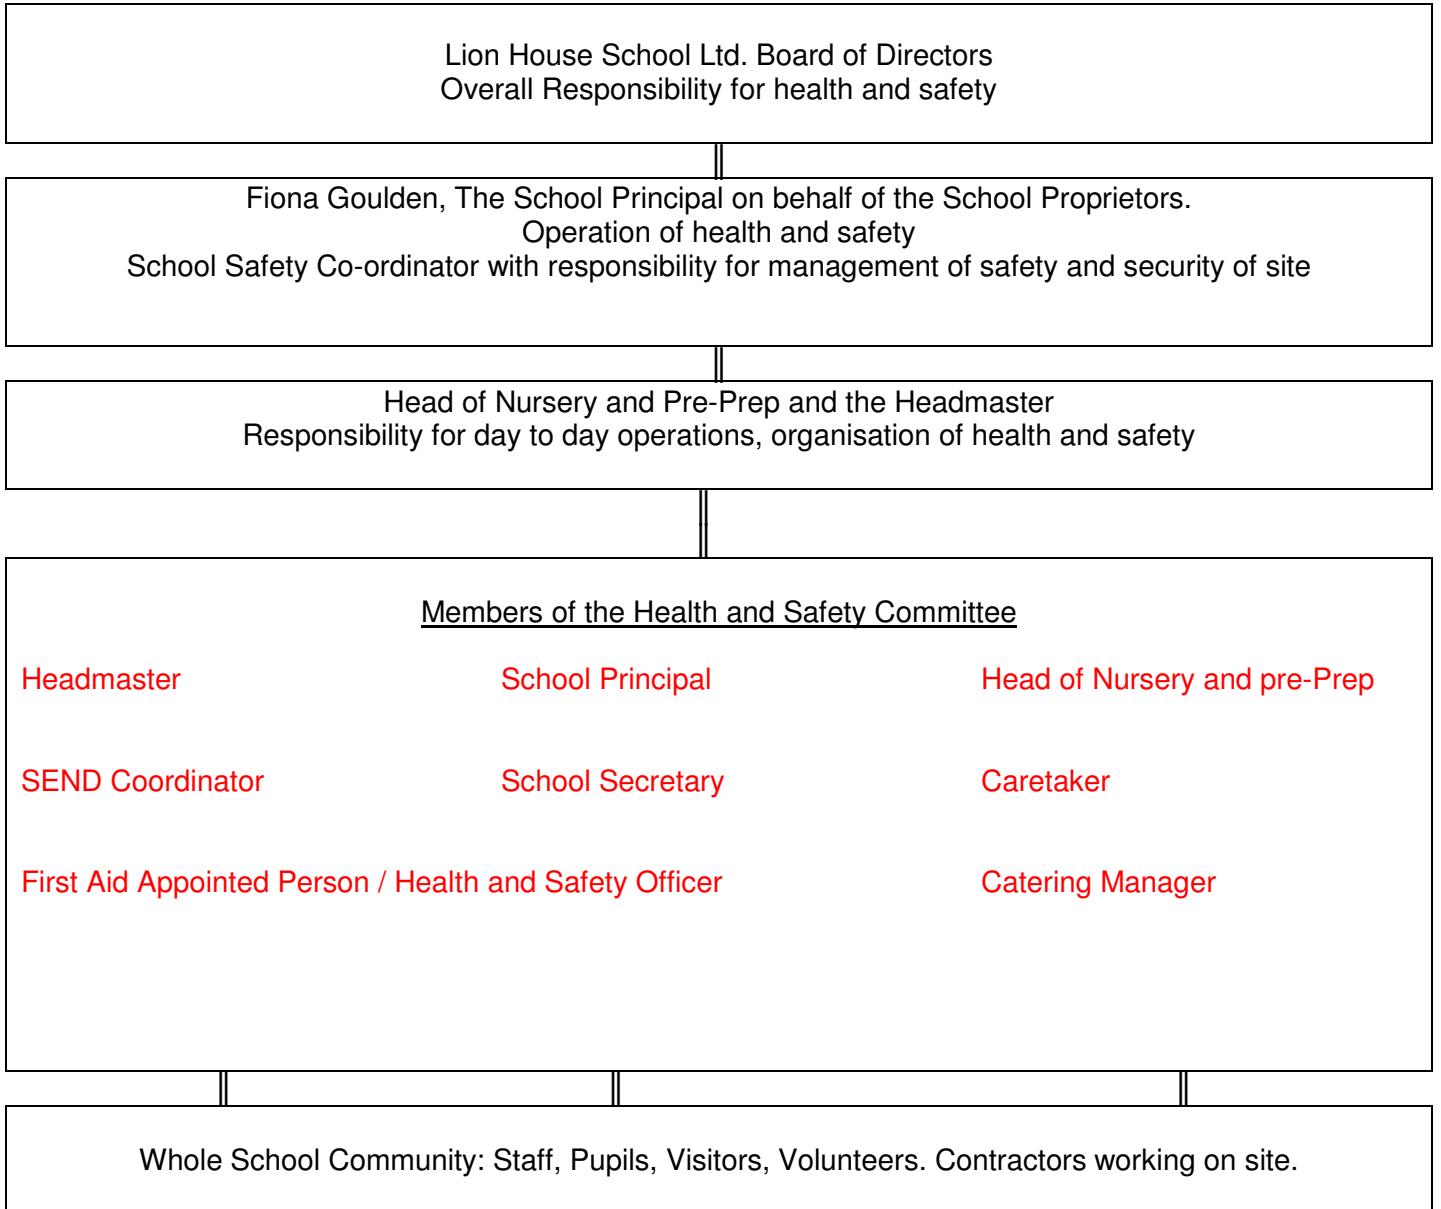 Lion House School Ltd. Board of Directors
Overall Responsibility for health and safety
Fiona Goulden, The School Principal on behalf of the School Proprietors.
Operation of health and safety
School Safety Co-ordinator with responsibility for management of safety and security of site
Head of Nursery and Pre-Prep and the Headmaster
Responsibility for day to day operations, organisation of health and safety
Members of the Health and Safety Committee
Headmaster School Principal Head of Nursery and pre-Prep
SEND Coordinator School Secretary Caretaker
First Aid Appointed Person / Health and Safety Officer Catering Manager
Whole School Community: Staff, Pupils, Visitors, Volunteers. Contractors working on site.